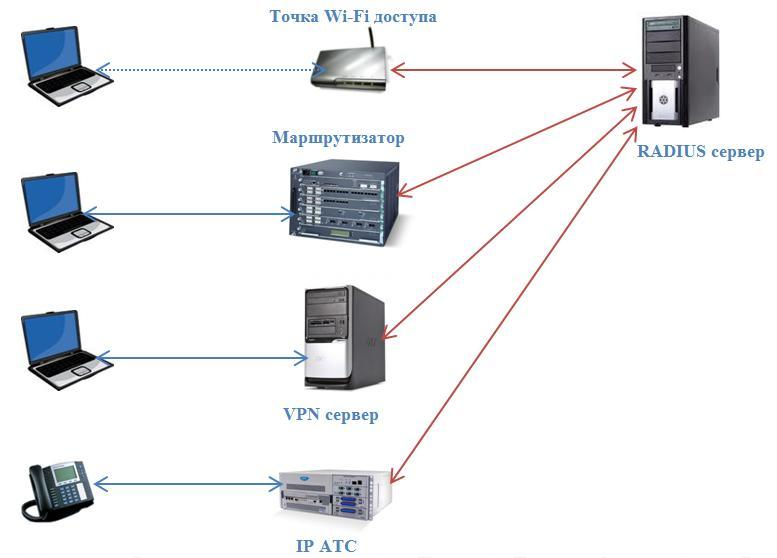 Точка Wi-Fi доступа
Маршрутизатор
RADIUS сервер
VPN сервер
IP АТС